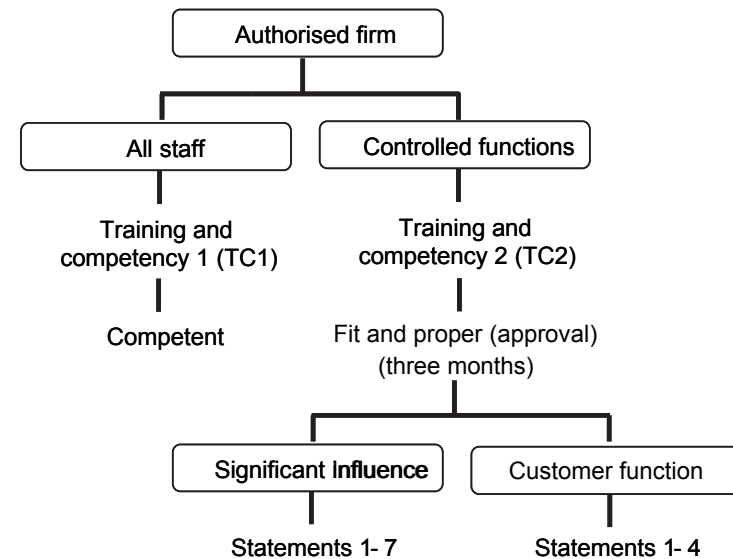 Authorised firm
All staff
Controlled functions
Training and
competency 1 (TC1)
Training and
competency 2 (TC2)
Competent
Fit and proper (approval)
(three months)
Significant Influence
Customer function
Statements 1- 7
Statements 1- 4